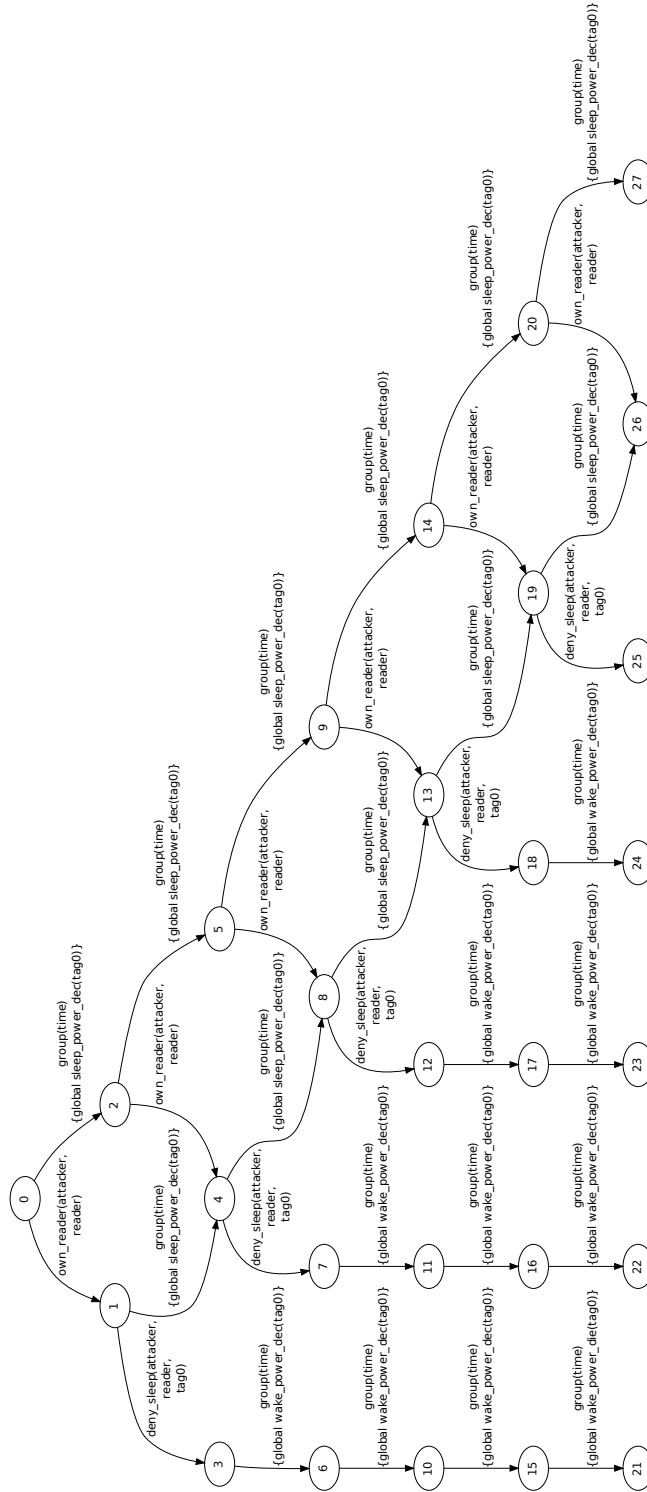 0
own_reader(attacker,
reader)
group(time)
{global sleep_power_dec(tag0)}
1
2
deny_sleep(attacker,
reader,
tag0)
group(time)
{global sleep_power_dec(tag0)}
own_reader(attacker,
reader)
group(time)
{global sleep_power_dec(tag0)}
3
4
5
group(time)
{global wake_power_dec(tag0)}
deny_sleep(attacker,
reader,
tag0)
group(time)
{global sleep_power_dec(tag0)}
own_reader(attacker,
reader)
group(time)
{global sleep_power_dec(tag0)}
6
7
8
9
group(time)
{global wake_power_dec(tag0)}
group(time)
{global wake_power_dec(tag0)}
deny_sleep(attacker,
reader,
tag0)
group(time)
{global sleep_power_dec(tag0)}
own_reader(attacker,
reader)
group(time)
{global sleep_power_dec(tag0)}
10
11
12
13
14
group(time)
{global wake_power_dec(tag0)}
group(time)
{global wake_power_dec(tag0)}
group(time)
{global wake_power_dec(tag0)}
deny_sleep(attacker,
reader,
tag0)
group(time)
{global sleep_power_dec(tag0)}
own_reader(attacker,
reader)
group(time)
{global sleep_power_dec(tag0)}
15
16
17
18
19
20
group(time)
{global wake_power_die(tag0)}
group(time)
{global wake_power_dec(tag0)}
group(time)
{global wake_power_dec(tag0)}
group(time)
{global wake_power_dec(tag0)}
deny_sleep(attacker,
reader,
tag0)
group(time)
{global sleep_power_dec(tag0)}
own_reader(attacker,
reader)
group(time)
{global sleep_power_dec(tag0)}
21
22
23
24
25
26
27